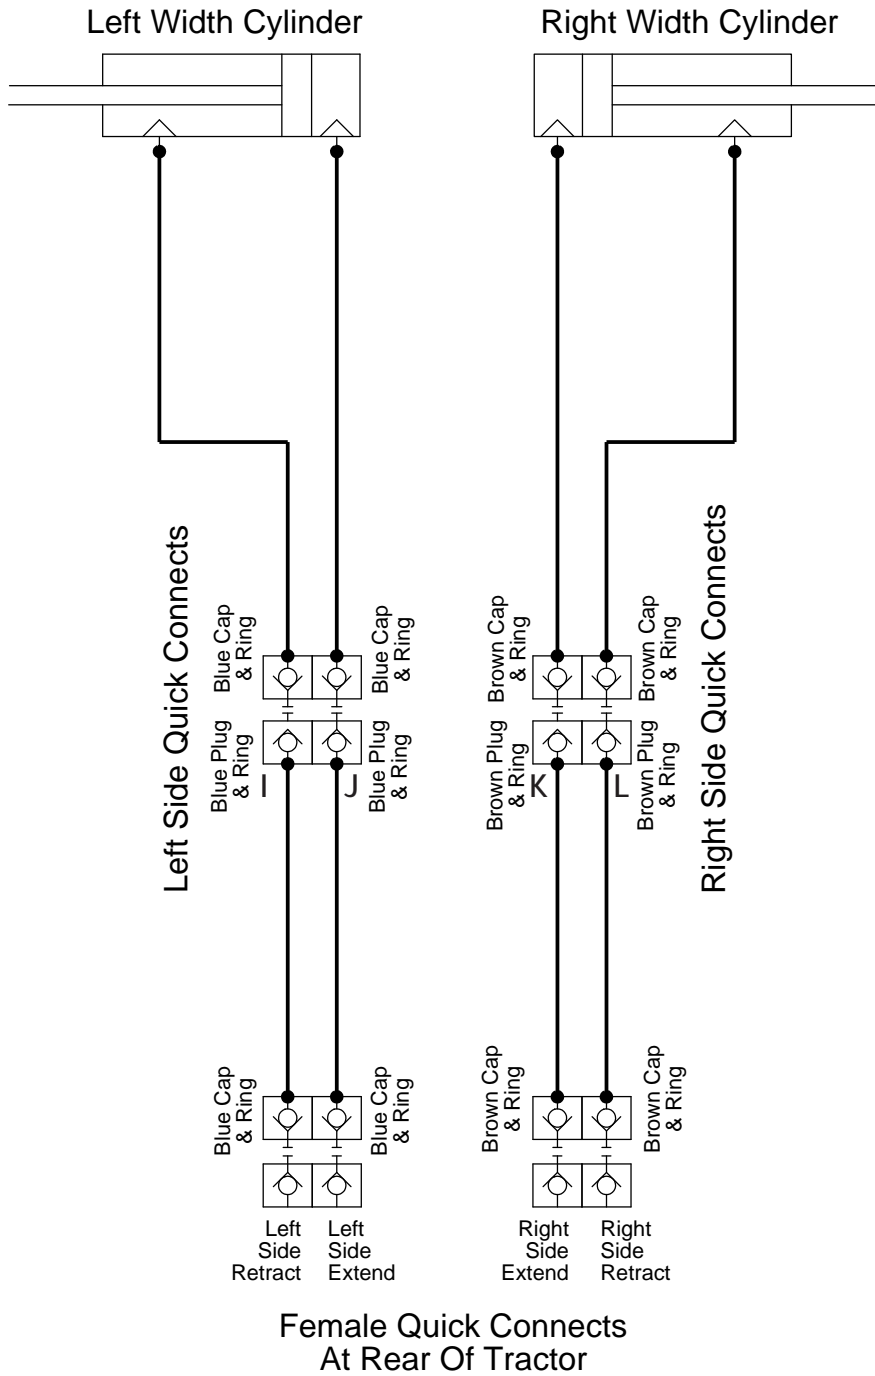 Left Width Cylinder
Right Width Cylinder
Left Side Quick Connects
Blue Cap
& Ring
Blue Cap
& Ring
Brown Cap
& Ring
Brown Cap
& Ring
Right Side Quick Connects
Blue Plug
& Ring
I
J
Blue Plug
& Ring
Brown Plug
& Ring
K
L
Brown Plug
& Ring
Blue Cap
& Ring
Blue Cap
& Ring
Brown Cap
& Ring
Brown Cap
& Ring
Left
Side
Retract
Left
Side
Extend
Right
Side
Extend
Right
Side
Retract
Female Quick Connects
At Rear Of Tractor